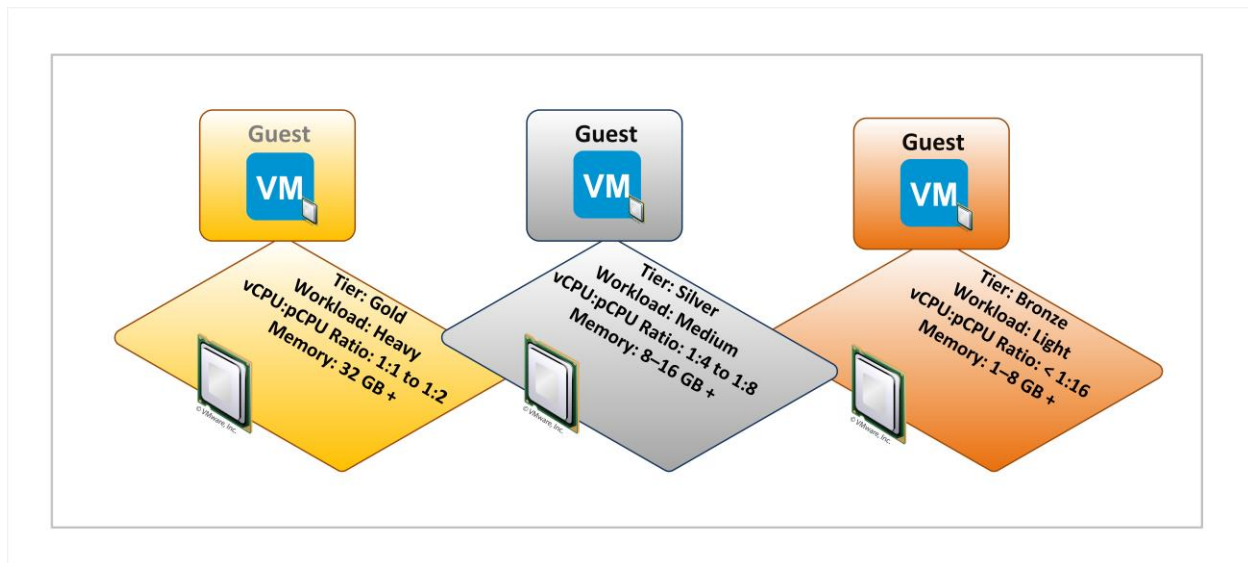 Guest
VM
Tier: Gold
Workload: Heavy
vCPU:pCPU Ratio: 1:1 to 1:2
Memory: 32 GB +
© VMware, Inc.
Guest
VM
Tier: Silver
Workload: Medium
vCPU:pCPU Ratio: 1:4 to 1:8
Memory: 8–16 GB +
© VMware, Inc.
Guest
VM
Tier: Bronze
Workload: Light
vCPU:pCPU Ratio: < 1:16
Memory: 1–8 GB +
© VMware, Inc.